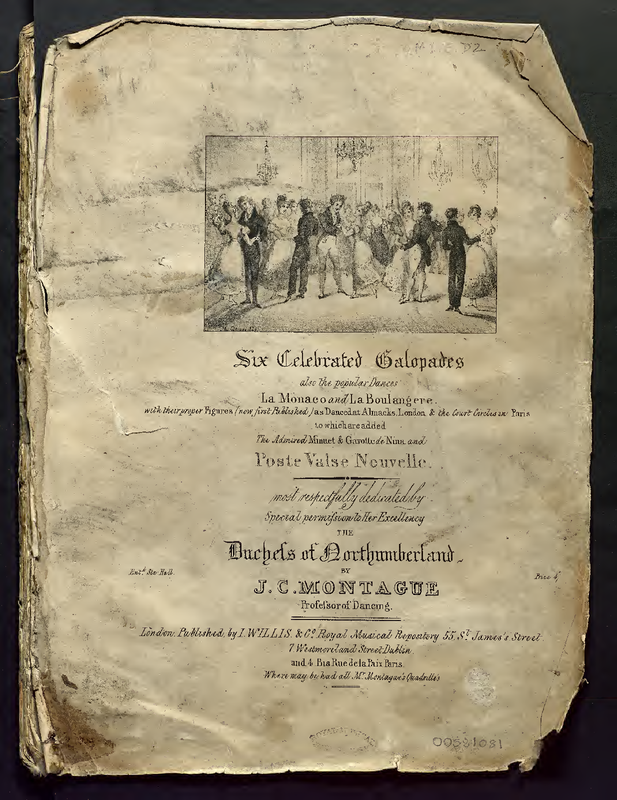 Six Celebrated Galopades
also the popular Dances
La Monaco and La Boulangere.
with their proper Figures (now first Published) as Danced at Almacks, London, & the Court Circles in Paris
to which are added
The Admired Minuet & Gavotte de Ninn and
Poste Valse Nouvelle.
most respectfully dedicated by
Special permiſsion to Her Excellency
THE
Ducheſs of Northumberland.
BY
J. C. MONTAGUE
Profeſsor of Dancing.
Ent.d Sta. Hall.
Price
London. Published by I. WILLIS. & Co. Royal Musical Repository 55, St. James's Street
7 Westmorland Street Dublin
and 4 Bis Rue de la Paix Paris
Where may be had all Mr. Montague's Quadrilles
00591031